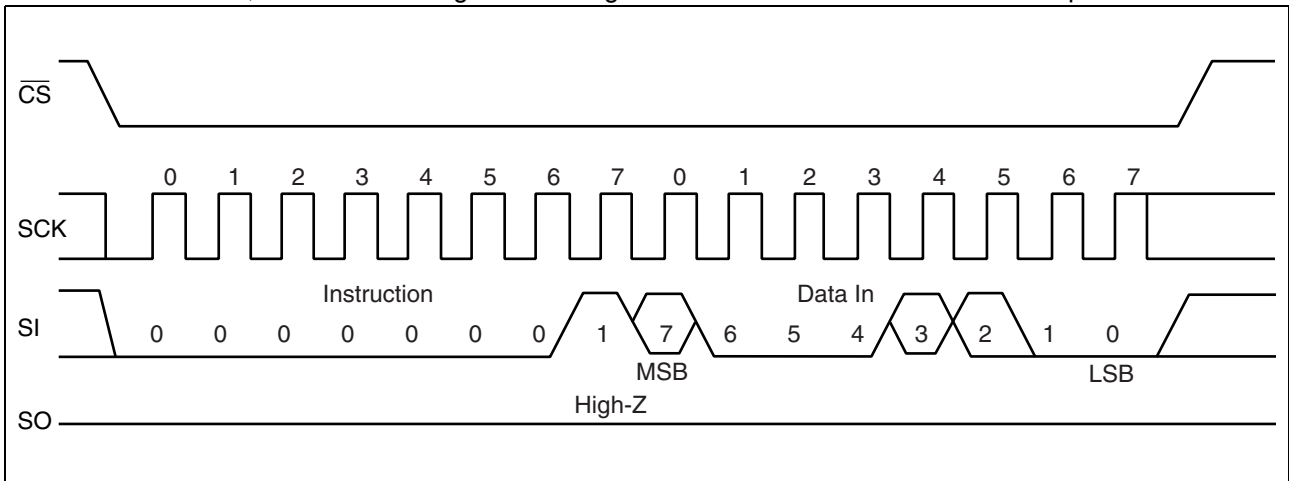 CS
0 1 2 3 4 5 6 7 0 1 2 3 4 5 6 7
SCK
Instruction Data In
SI 0 0 0 0 0 0 0 1 7 6 5 4 3 2 1 0
MSB LSB
High-Z
SO